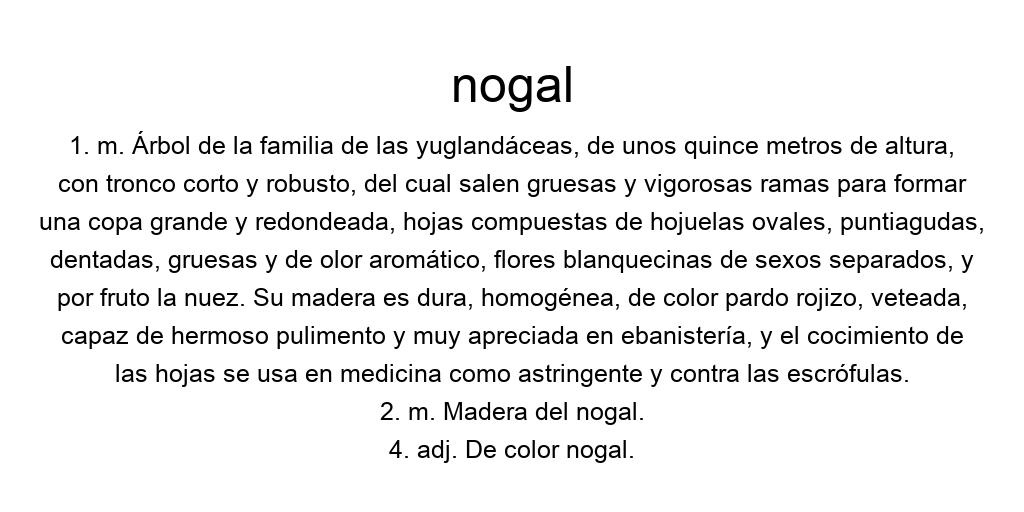 nogal
1. m. Árbol de la familia de las yuglandáceas, de unos quince metros de altura,
con tronco corto y robusto, del cual salen gruesas y vigorosas ramas para formar
una copa grande y redondeada, hojas compuestas de hojuelas ovales, puntiagudas,
dentadas, gruesas y de olor aromático, flores blanquecinas de sexos separados, y
por fruto la nuez. Su madera es dura, homogénea, de color pardo rojizo, veteada,
capaz de hermoso pulimento y muy apreciada en ebanistería, y el cocimiento de
las hojas se usa en medicina como astringente y contra las escrófulas.
2. m. Madera del nogal.
4. adj. De color nogal.